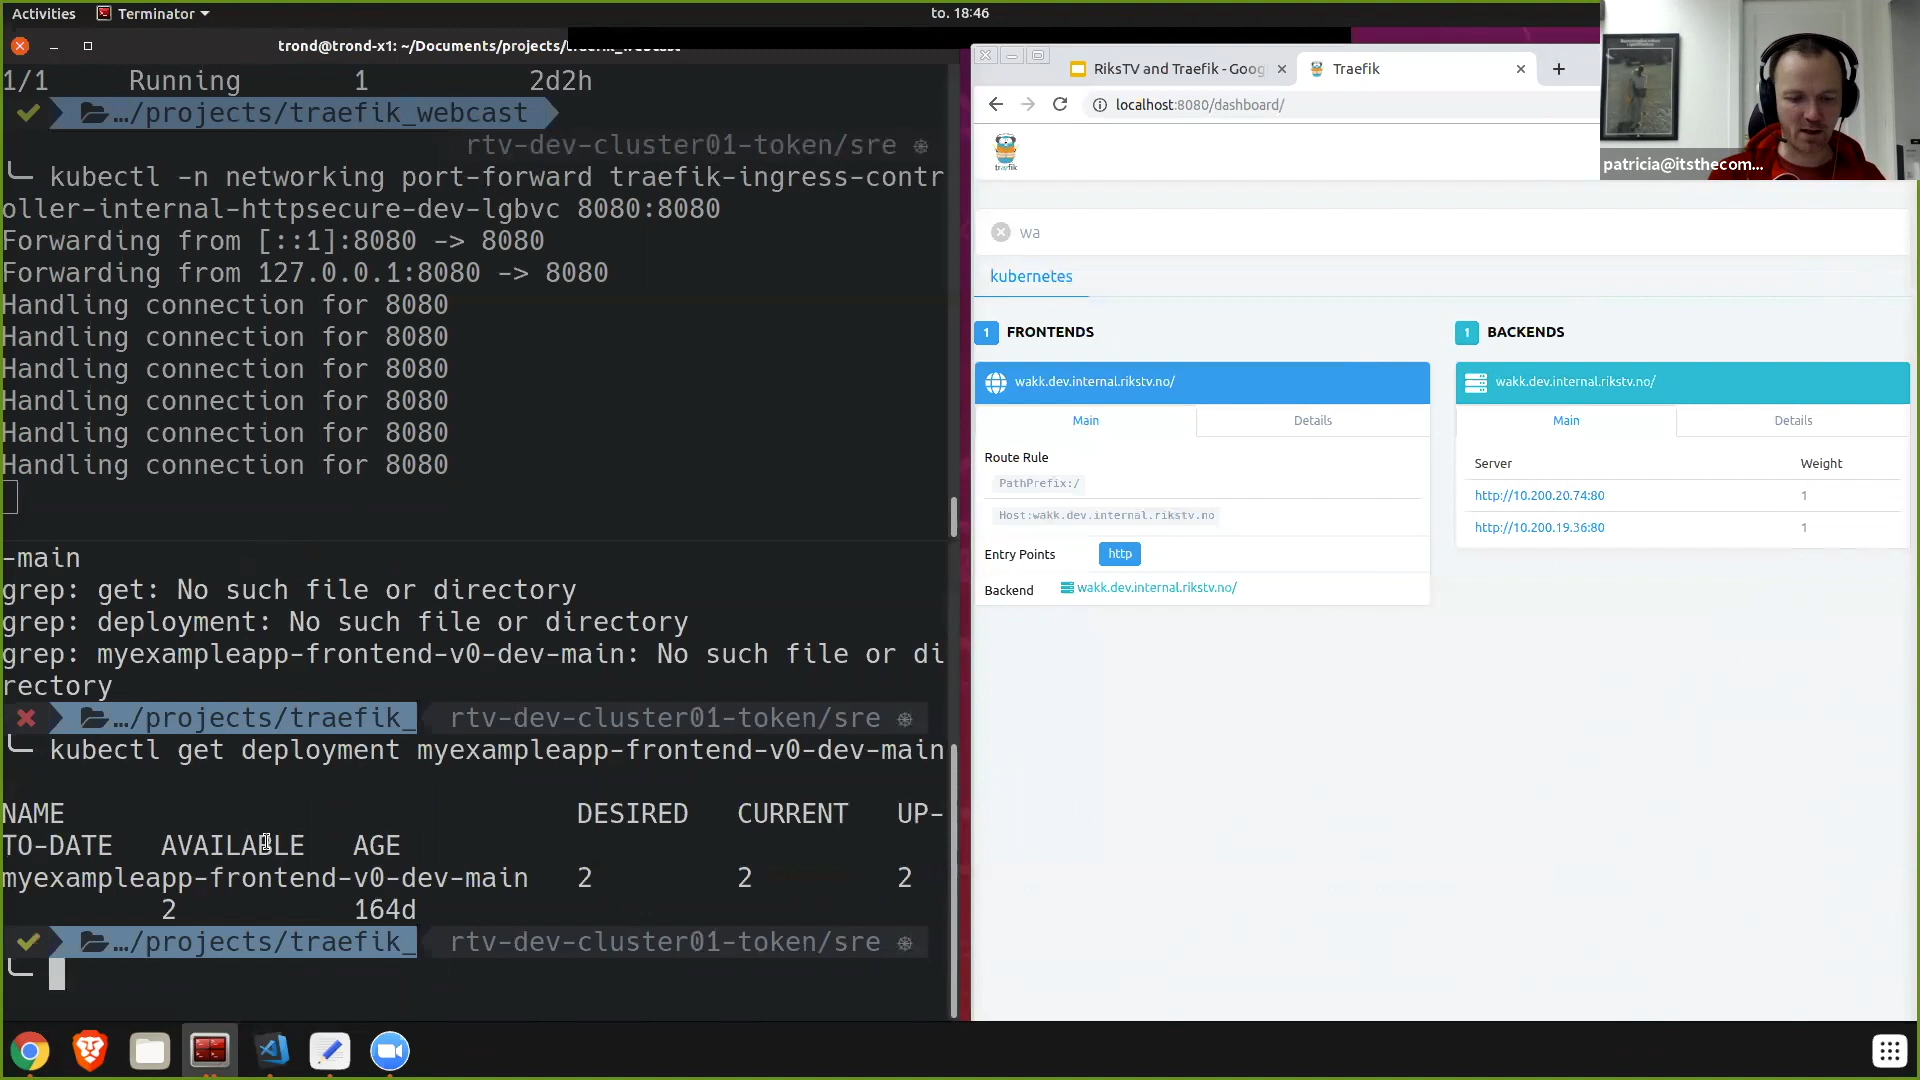 Activities
Terminator
to. 18:46
trond@trond-x1: ~/Documents/projects/traefik_webcast
1/1 Running 1 2d2h
…/projects/traefik_webcast
rtv-dev-cluster01-token/sre
kubectl -n networking port-forward traefik-ingress-contr
oller-internal-httpsecure-dev-lgbvc 8080:8080
Forwarding from [::1]:8080 -> 8080
Forwarding from 127.0.0.1:8080 -> 8080
Handling connection for 8080
Handling connection for 8080
Handling connection for 8080
Handling connection for 8080
Handling connection for 8080
Handling connection for 8080
-main
grep: get: No such file or directory
grep: deployment: No such file or directory
grep: myexampleapp-frontend-v0-dev-main: No such file or di
rectory
…/projects/traefik_ rtv-dev-cluster01-token/sre
kubectl get deployment myexampleapp-frontend-v0-dev-main
NAME DESIRED CURRENT UP-
TO-DATE AVAILABLE AGE
myexampleapp-frontend-v0-dev-main 2 2 2
2 164d
…/projects/traefik_ rtv-dev-cluster01-token/sre
RiksTV and Traefik - Goog
Traefik
localhost:8080/dashboard/
træfik
patricia@itsthecom...
wa
kubernetes
1 FRONTENDS
wakk.dev.internal.rikstv.no/
Main Details
Route Rule
PathPrefix:/
Host:wakk.dev.internal.rikstv.no
Entry Points http
Backend wakk.dev.internal.rikstv.no/
1 BACKENDS
wakk.dev.internal.rikstv.no/
Main Details
Server Weight
http://10.200.20.74:80 1
http://10.200.19.36:80 1